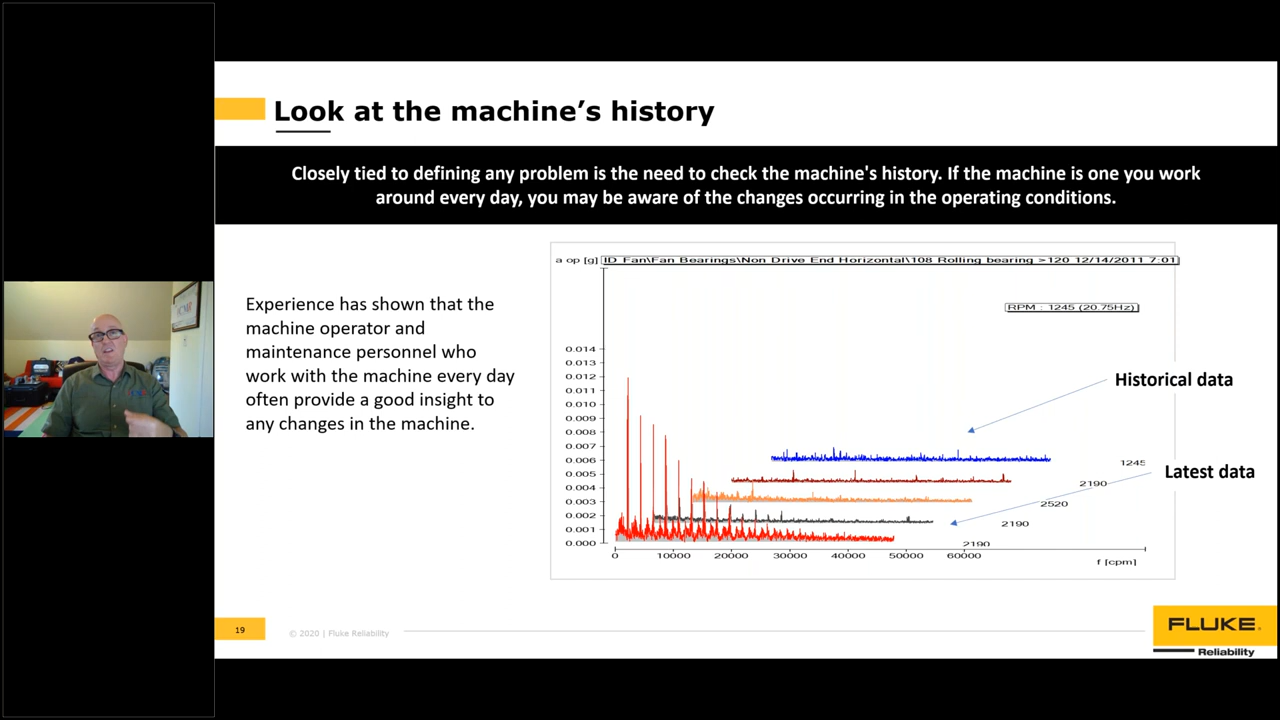 Look at the machine’s history
Closely tied to defining any problem is the need to check the machine's history. If the machine is one you work
around every day, you may be aware of the changes occurring in the operating conditions.
Experience has shown that the
machine operator and
maintenance personnel who
work with the machine every day
often provide a good insight to
any changes in the machine.
a op [g]
ID Fan\Fan Bearings\Non Drive End Horizontal\108 Rolling bearing >120 12/14/2011 7:01
RPM : 1245 (20.75Hz)
0.014
0.013
0.012
0.011
0.010
0.009
0.008
0.007
0.006
0.005
0.004
0.003
0.002
0.001
0.000
0 10000 20000 30000 40000 50000 60000
f [cpm]
1245
2190
2520
2190
2190
Historical data
Latest data
19
© 2020 | Fluke Reliability
FLUKE®
Reliability